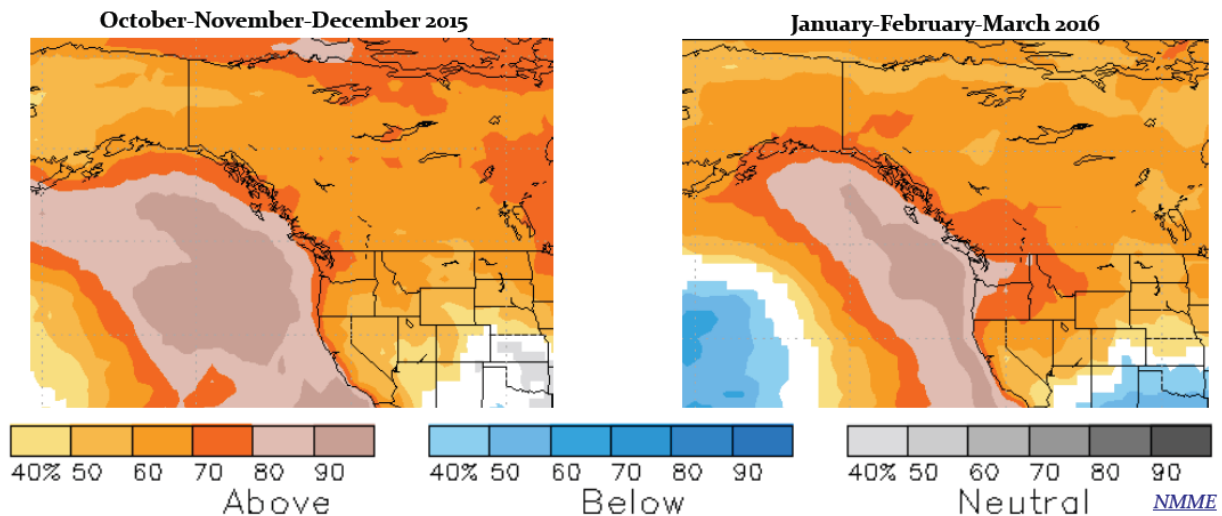 October-November-December 2015
January-February-March 2016
40% 50 60 70 80 90
Above
40% 50 60 70 80 90
Below
40% 50 60 70 80 90
Neutral
NMME